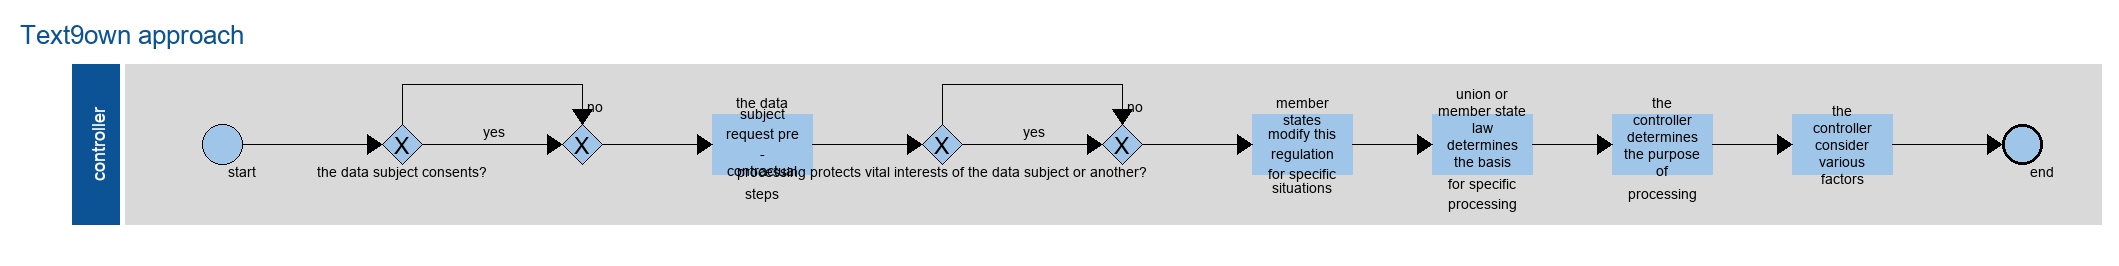 Text9own approach
controller
start
the data subject consents?
yes
no
the data
subject
request pre
-
contractual
steps
processing protects vital interests of the data subject or another?
yes
no
member
states
modify this
regulation
for specific
situations
union or
member state
law
determines
the basis
for specific
processing
the
controller
determines
the purpose
of
processing
the
controller
consider
various
factors
end
X
X
X
X